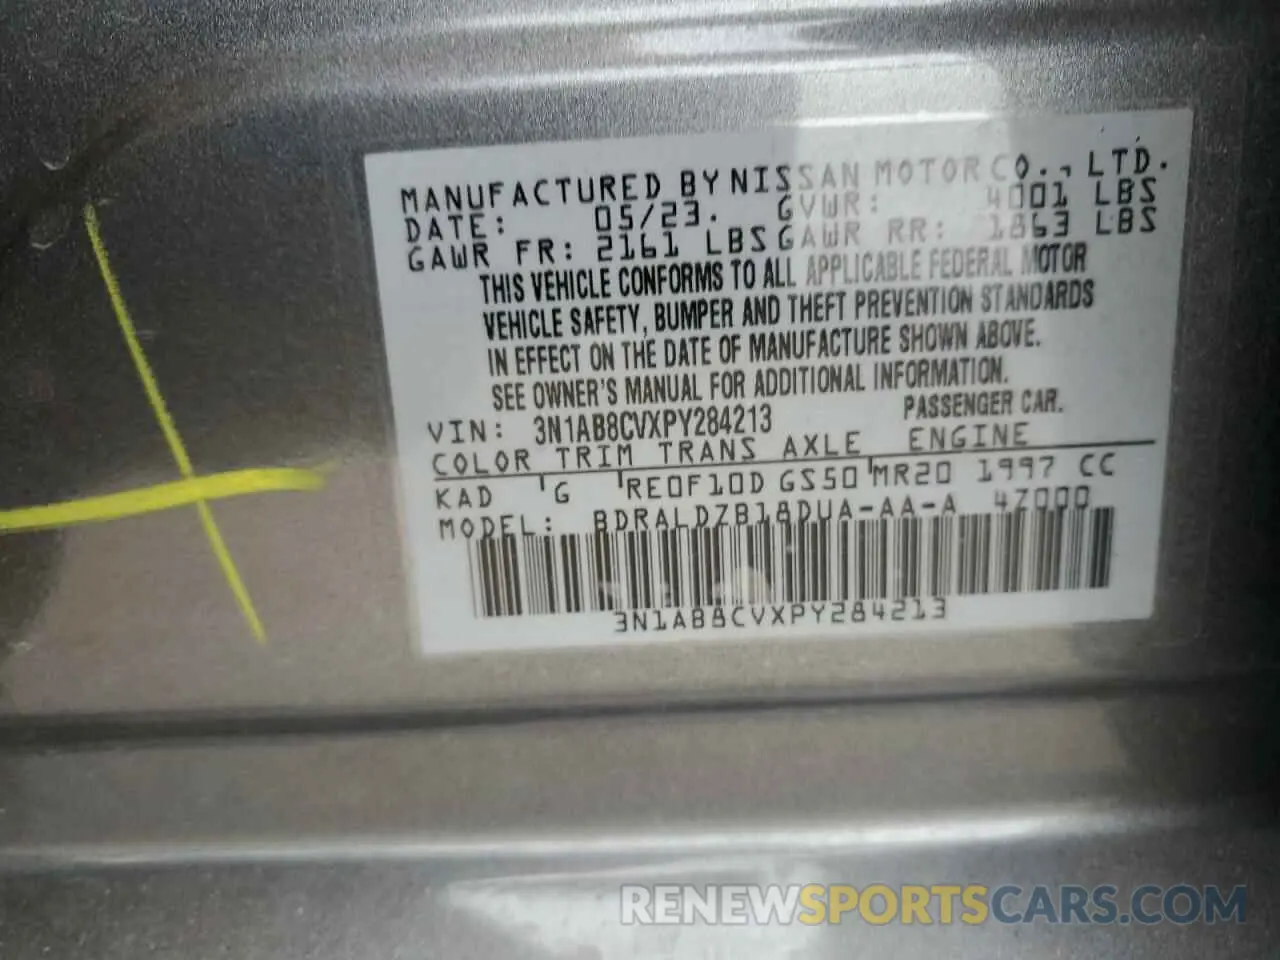 MANUFACTURED BY NISSAN MOTOR CO., LTD.
DATE: 05/23. GVWR: 4001 LBS
GAWR FR: 2161 LBS GAWR RR: 1863 LBS
THIS VEHICLE CONFORMS TO ALL APPLICABLE FEDERAL MOTOR
VEHICLE SAFETY, BUMPER AND THEFT PREVENTION STANDARDS
IN EFFECT ON THE DATE OF MANUFACTURE SHOWN ABOVE.
SEE OWNER'S MANUAL FOR ADDITIONAL INFORMATION.
VIN: 3N1AB8CVXPY284213 PASSENGER CAR.
COLOR TRIM TRANS AXLE ENGINE
KAD G RE0F10D GS50 MR20 1997 CC
MODEL: BDRALDZB18DUA-AA-A 4Z000
3N1AB8CVXPY284213
RENEWSPORTSCARS.COM